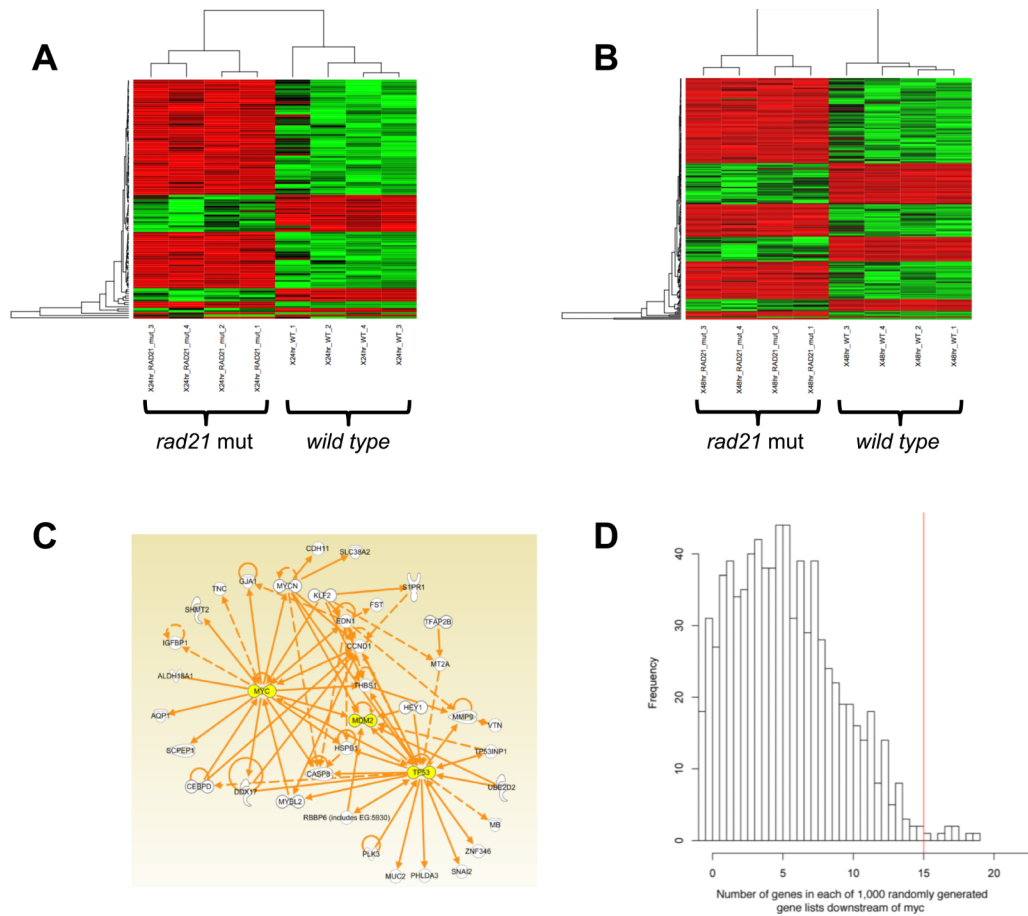 A
X24hr_RAD21_mut_3
X24hr_RAD21_mut_4
X24hr_RAD21_mut_2
X24hr_RAD21_mut_1
X24hr_WT_1
X24hr_WT_2
X24hr_WT_4
X24hr_WT_3
rad21 mut
wild type
B
X48hr_RAD21_mut_3
X48hr_RAD21_mut_4
X48hr_RAD21_mut_2
X48hr_RAD21_mut_1
X48hr_WT_3
X48hr_WT_4
X48hr_WT_2
X48hr_WT_1
rad21 mut
wild type
C
CDH11
SLC38A2
GJA1
MYCN
S1PR1
TNC
KLF2
FST
SHMT2
EDN1
TFAP2B
IGFBP1
CCND1
MT2A
ALDH18A1
THBS1
MYC
HEY1
AQP1
MDM2
MMP9
VTN
SCPEP1
HSPB1
TP53INP1
CASP8
TP53
CEBPD
DDX17
UBE2D2
MYBL2
RBBP6 (includes EG:5930)
MB
PLK3
ZNF346
SNAI2
MUC2
PHLDA3
D
Frequency
40
30
20
10
0
0
5
10
15
20
Number of genes in each of 1,000 randomly generated
gene lists downstream of myc